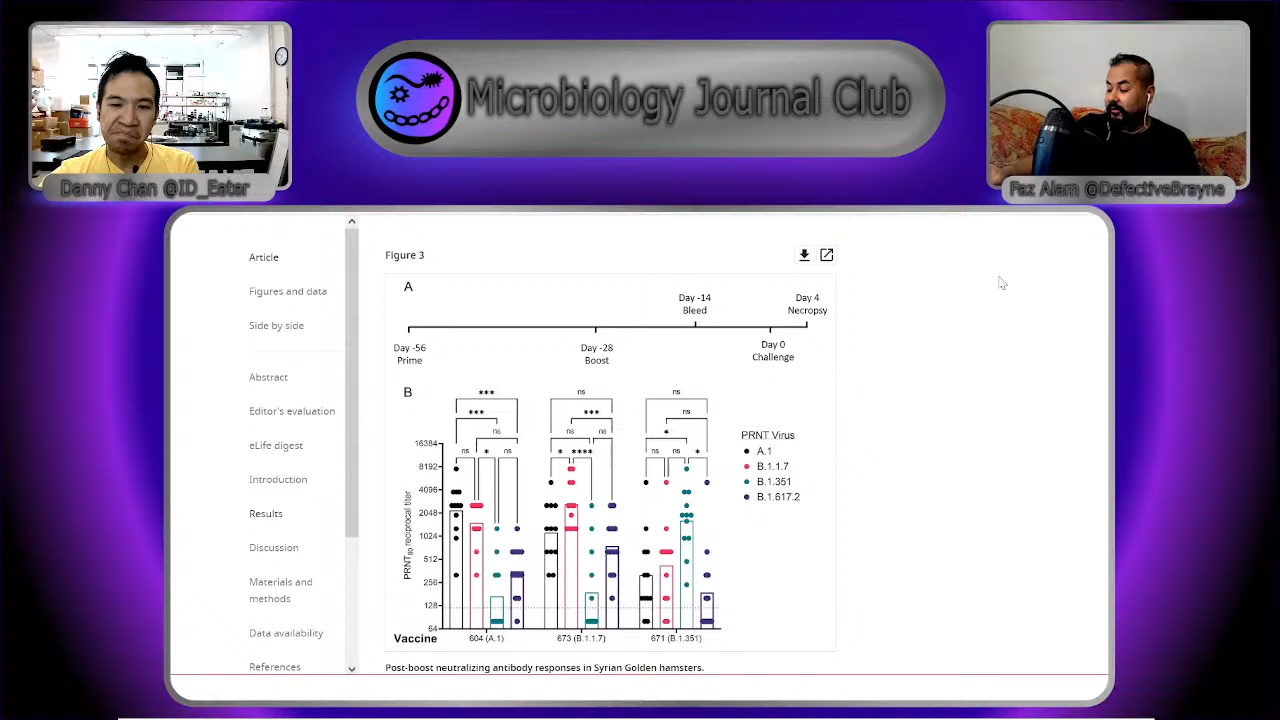 Microbiology Journal Club
Danny Chan @ID_Eater
Faz Alam @DefectiveBrayne
Article
Figures and data
Side by side
Abstract
Editor's evaluation
eLife digest
Introduction
Results
Discussion
Materials and
methods
Data availability
References
Figure 3
A
Day -14
Bleed
Day 4
Necropsy
Day -56
Prime
Day -28
Boost
Day 0
Challenge
B
*** ns ns
*** *** ns
ns ns ns *
ns * ns * **** ns ns *
PRNT80 reciprocal titer
16384
8192
4096
2048
1024
512
256
128
64
PRNT Virus
A.1
B.1.1.7
B.1.351
B.1.617.2
Vaccine 604 (A.1) 673 (B.1.1.7) 671 (B.1.351)
Post-boost neutralizing antibody responses in Syrian Golden hamsters.